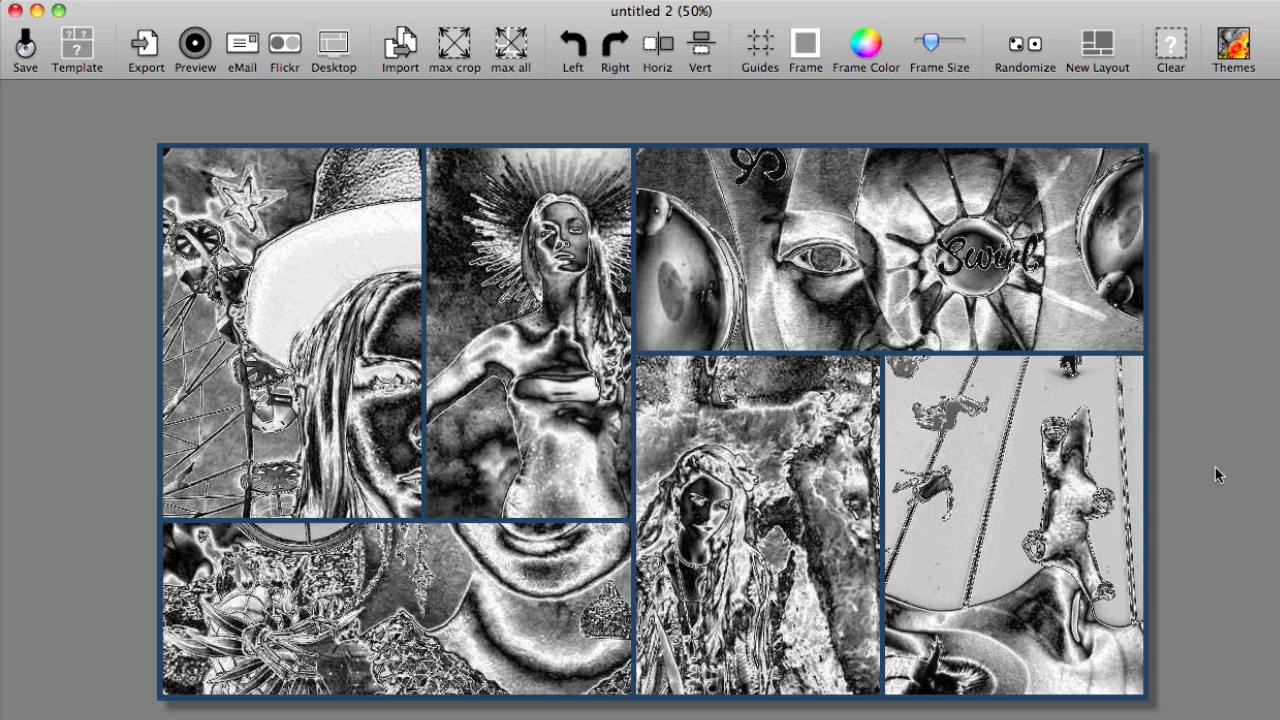 untitled 2 (50%)
Save Template Export Preview eMail Flickr Desktop Import max crop max all Left Right Horiz Vert Guides Frame Frame Color Frame Size Randomize New Layout Clear Themes
Swirl